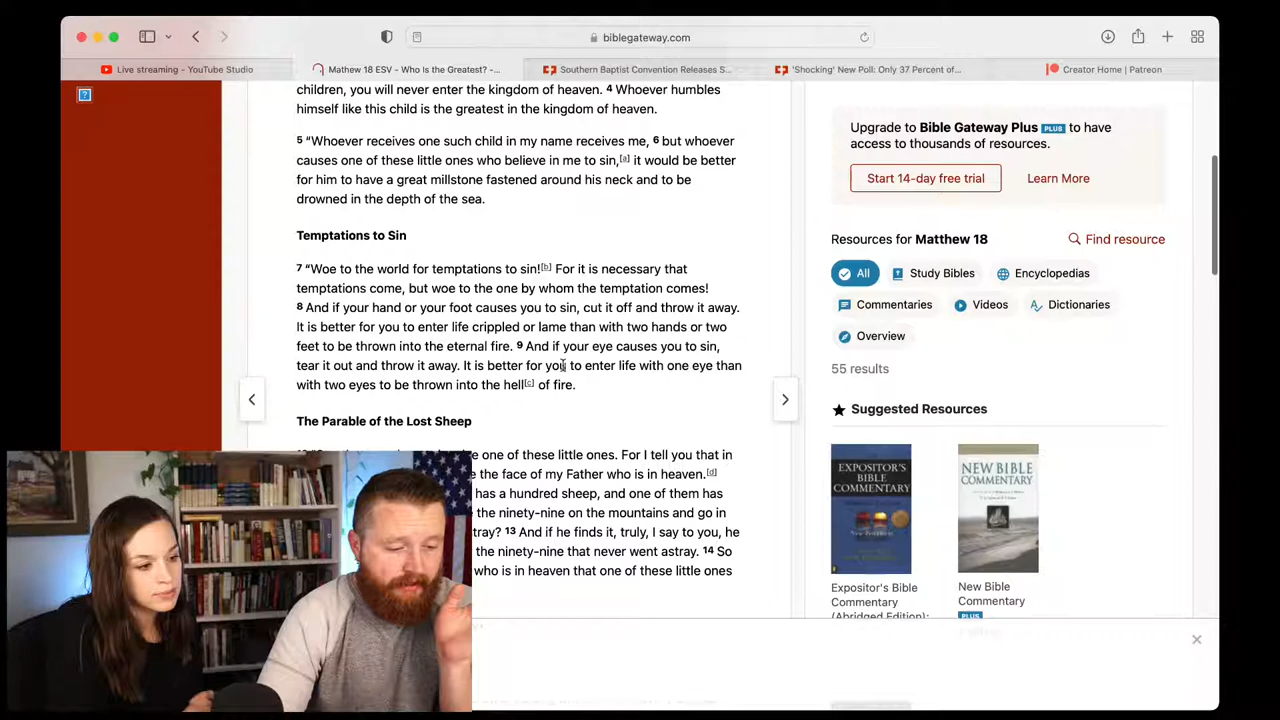 biblegateway.com
Live streaming - YouTube Studio
Mathew 18 ESV - Who Is the Greatest? -...
Southern Baptist Convention Releases S...
'Shocking' New Poll: Only 37 Percent of...
Creator Home | Patreon
children, you will never enter the kingdom of heaven. 4 Whoever humbles
himself like this child is the greatest in the kingdom of heaven.
5 “Whoever receives one such child in my name receives me, 6 but whoever
causes one of these little ones who believe in me to sin,[a] it would be better
for him to have a great millstone fastened around his neck and to be
drowned in the depth of the sea.
Temptations to Sin
7 “Woe to the world for temptations to sin![b] For it is necessary that
temptations come, but woe to the one by whom the temptation comes!
8 And if your hand or your foot causes you to sin, cut it off and throw it away.
It is better for you to enter life crippled or lame than with two hands or two
feet to be thrown into the eternal fire. 9 And if your eye causes you to sin,
tear it out and throw it away. It is better for you to enter life with one eye than
with two eyes to be thrown into the hell[c] of fire.
The Parable of the Lost Sheep
one of these little ones. For I tell you that in
the face of my Father who is in heaven.[d]
has a hundred sheep, and one of them has
the ninety-nine on the mountains and go in
tray? 13 And if he finds it, truly, I say to you, he
the ninety-nine that never went astray. 14 So
who is in heaven that one of these little ones
Upgrade to Bible Gateway Plus PLUS to have
access to thousands of resources.
Start 14-day free trial
Learn More
Resources for Matthew 18
Find resource
All
Study Bibles
Encyclopedias
Commentaries
Videos
Dictionaries
Overview
55 results
Suggested Resources
EXPOSITOR'S
BIBLE
COMMENTARY
NEW BIBLE
COMMENTARY
Expositor's Bible
Commentary
(Abridged Edition):
New Bible
Commentary
PLUS